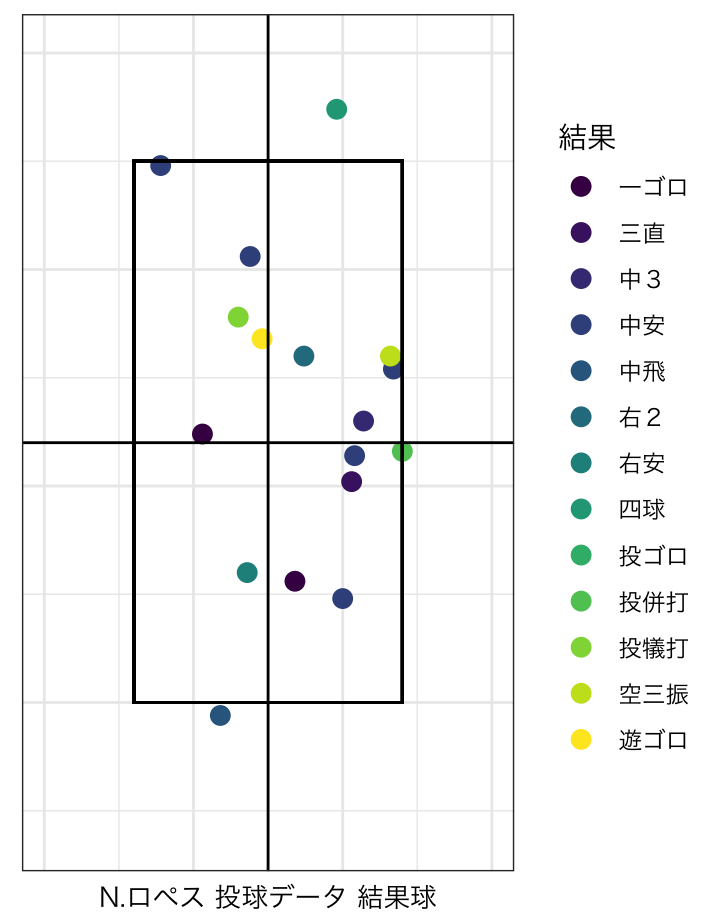 結果
一ゴロ
三直
中３
中安
中飛
右２
右安
四球
投ゴロ
投併打
投犠打
空三振
遊ゴロ
N.ロペス 投球データ 結果球